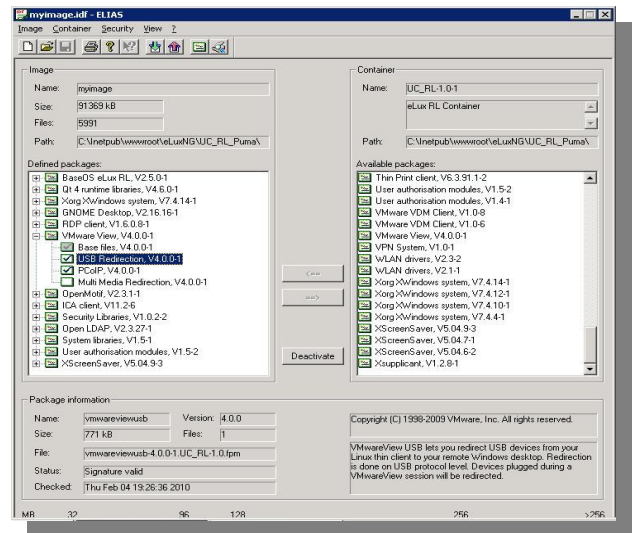 myimage.idf - ELIAS
Image Container Security View ?
Image
Name: myimage
Size: 91369 kB
Files: 5991
Path: C:\Inetpub\wwwroot\eLuxNG\UC_RL_Puma\
Defined packages:
BaseOS eLux RL, V2.5.0-1
Qt 4 runtime libraries, V4.6.0-1
Xorg XWindows system, V7.4.14-1
GNOME Desktop, V2.16.16-1
RDP client, V1.6.0.8-1
VMware View, V4.0.0-1
Base files, V4.0.0-1
USB Redirection, V4.0.0-1
PCoIP, V4.0.0-1
Multi Media Redirection, V4.0.0-1
OpenMotif, V2.3.1-1
ICA client, V11.2-6
Security Libraries, V1.0.2-2
Open LDAP, V2.3.27-1
System libraries, V1.5-1
User authorisation modules, V1.5-2
XScreenSaver, V5.04.9-3
<==
==>
Deactivate
Container
Name: UC_RL-1.0-1
eLux RL Container
Path: C:\Inetpub\wwwroot\eLuxNG\UC_RL_Puma\
Available packages:
Thin Print client, V6.3.91.1-2
User authorisation modules, V1.5-2
User authorisation modules, V1.4-1
VMware VDM Client, V1.0-8
VMware VDM Client, V1.0-6
VMware View, V4.0.0-1
VPN System, V1.0-1
WLAN drivers, V2.3-2
WLAN drivers, V2.1-1
Xorg XWindows system, V7.4.14-1
Xorg XWindows system, V7.4.12-1
Xorg XWindows system, V7.4.10-1
Xorg XWindows system, V7.4.4-1
XScreenSaver, V5.04.9-3
XScreenSaver, V5.04.7-1
XScreenSaver, V5.04.6-2
Xsupplicant, V1.2.8-1
Package information
Name: vmwareviewusb Version: 4.0.0
Size: 771 kB Files: 1
File: vmwareviewusb-4.0.0-1.UC_RL-1.0.fpm
Status: Signature valid
Checked: Thu Feb 04 19:26:36 2010
Copyright (C) 1998-2009 VMware, Inc. All rights reserved.
VMwareView USB lets you redirect USB devices from your
Linux thin client to your remote Windows desktop. Redirection
is done on USB protocol level. Devices plugged during a
VMwareView session will be redirected.
MB 32 96 128 256 >256